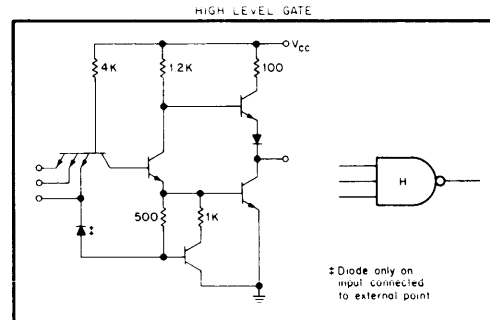 HIGH LEVEL GATE
VCC
4K
1.2K
100
500
1K
‡
H
‡ Diode only on
input connected
to external point